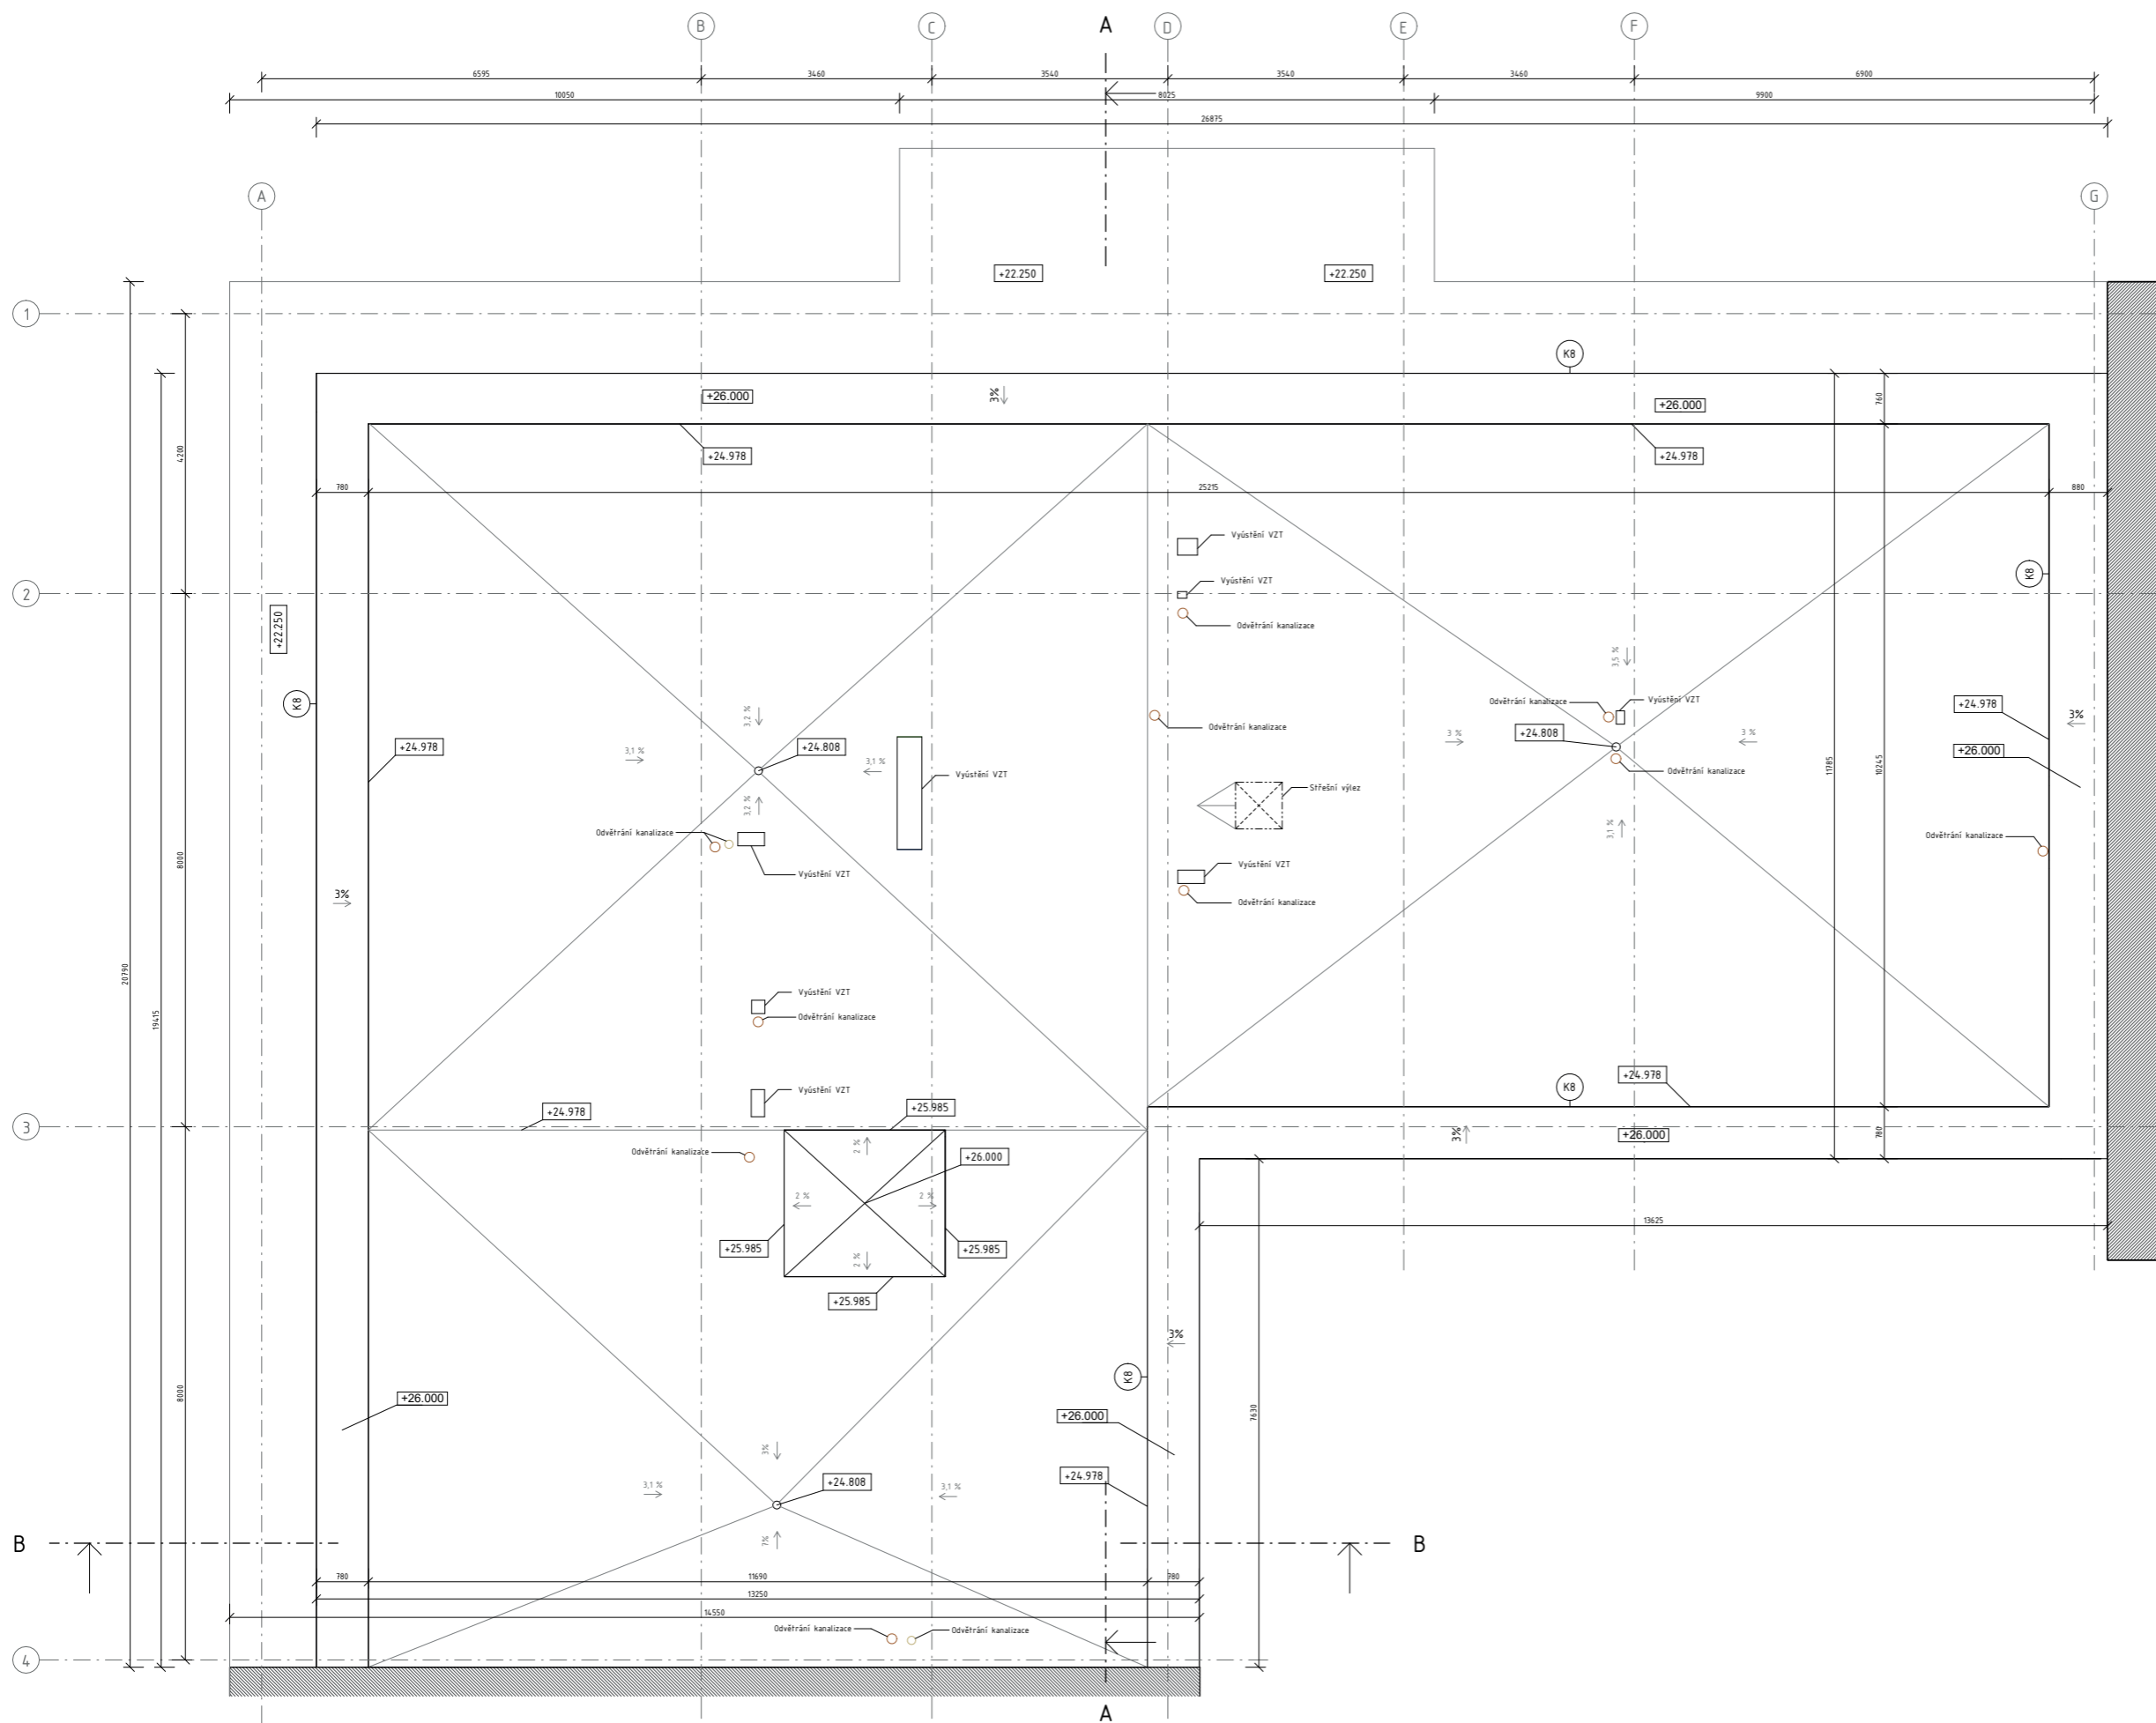 B
C
A
D
E
F
6595
3460
3540
3540
3460
6900
10050
8025
9900
26875
A
G
+22.250
+22.250
1
K8
+26.000
3%
+26.000
760
4200
+24.978
+24.978
780
25215
880
Vyústění VZT
K8
Vyústění VZT
2
+22.250
Odvětrání kanalizace
3,5 %
K8
3,2 %
Odvětrání kanalizace
Vyústění VZT
+24.978
3%
Odvětrání kanalizace
+24.978
3,1 %
+24.808
3,1 %
+24.808
3 %
3 %
+26.000
11785
10245
Vyústění VZT
Odvětrání kanalizace
Střešní výlez
3,2 %
Odvětrání kanalizace
3,1 %
Odvětrání kanalizace
8000
Vyústění VZT
Vyústění VZT
3%
Odvětrání kanalizace
20790
19415
Vyústění VZT
Odvětrání kanalizace
Vyústění VZT
K8
+24.978
+24.978
+25.985
3
3%
+26.000
780
Odvětrání kanalizace
2 %
+26.000
2 %
2 %
13625
+25.985
2 %
+25.985
+25.985
3%
K8
8000
+26.000
+26.000
7630
3%
+24.978
3,1 %
+24.808
3,1 %
B
7%
B
780
11690
780
13250
14550
Odvětrání kanalizace
Odvětrání kanalizace
4
A